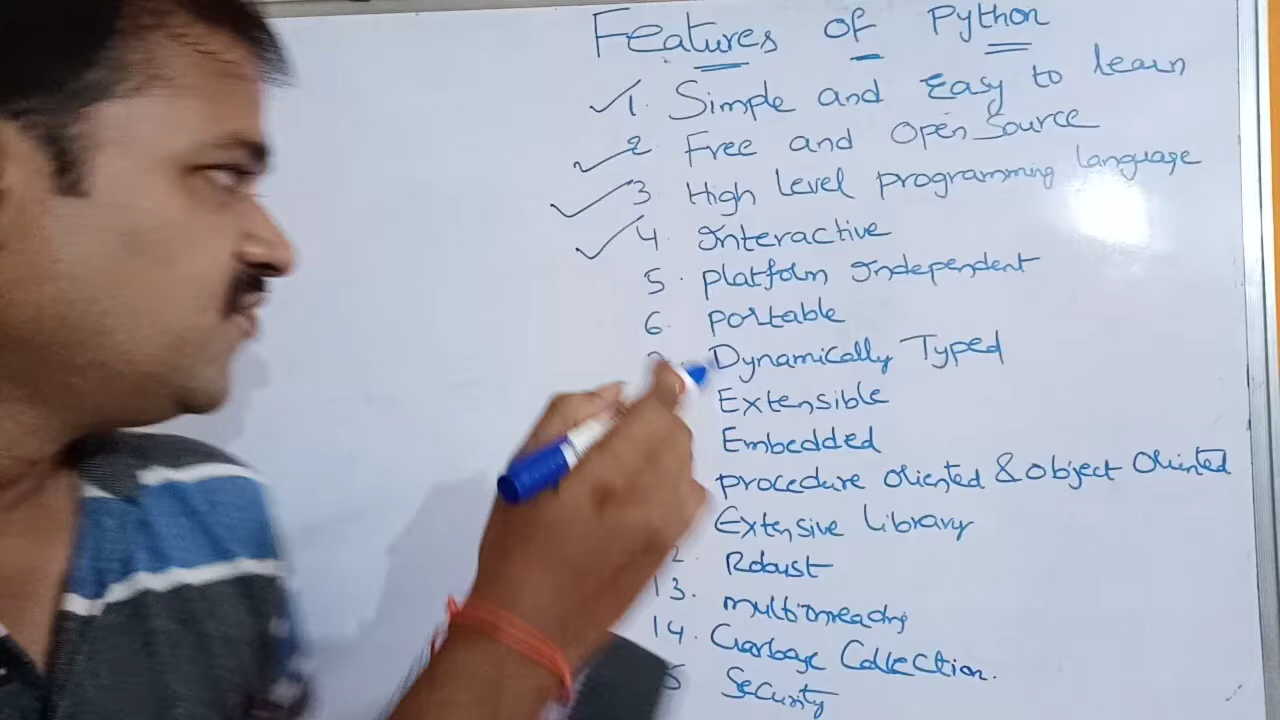 Features of Python
1. Simple and Easy to learn
2. Free and Open Source
3 High Level programming language
4. Interactive
5. platform Independent
6. portable
Dynamically Typed
Extensible
Embedded
procedure oriented & object oriented
Extensive Library
2. Robust
13. multithreading
14. Garbage Collection.
5 Security